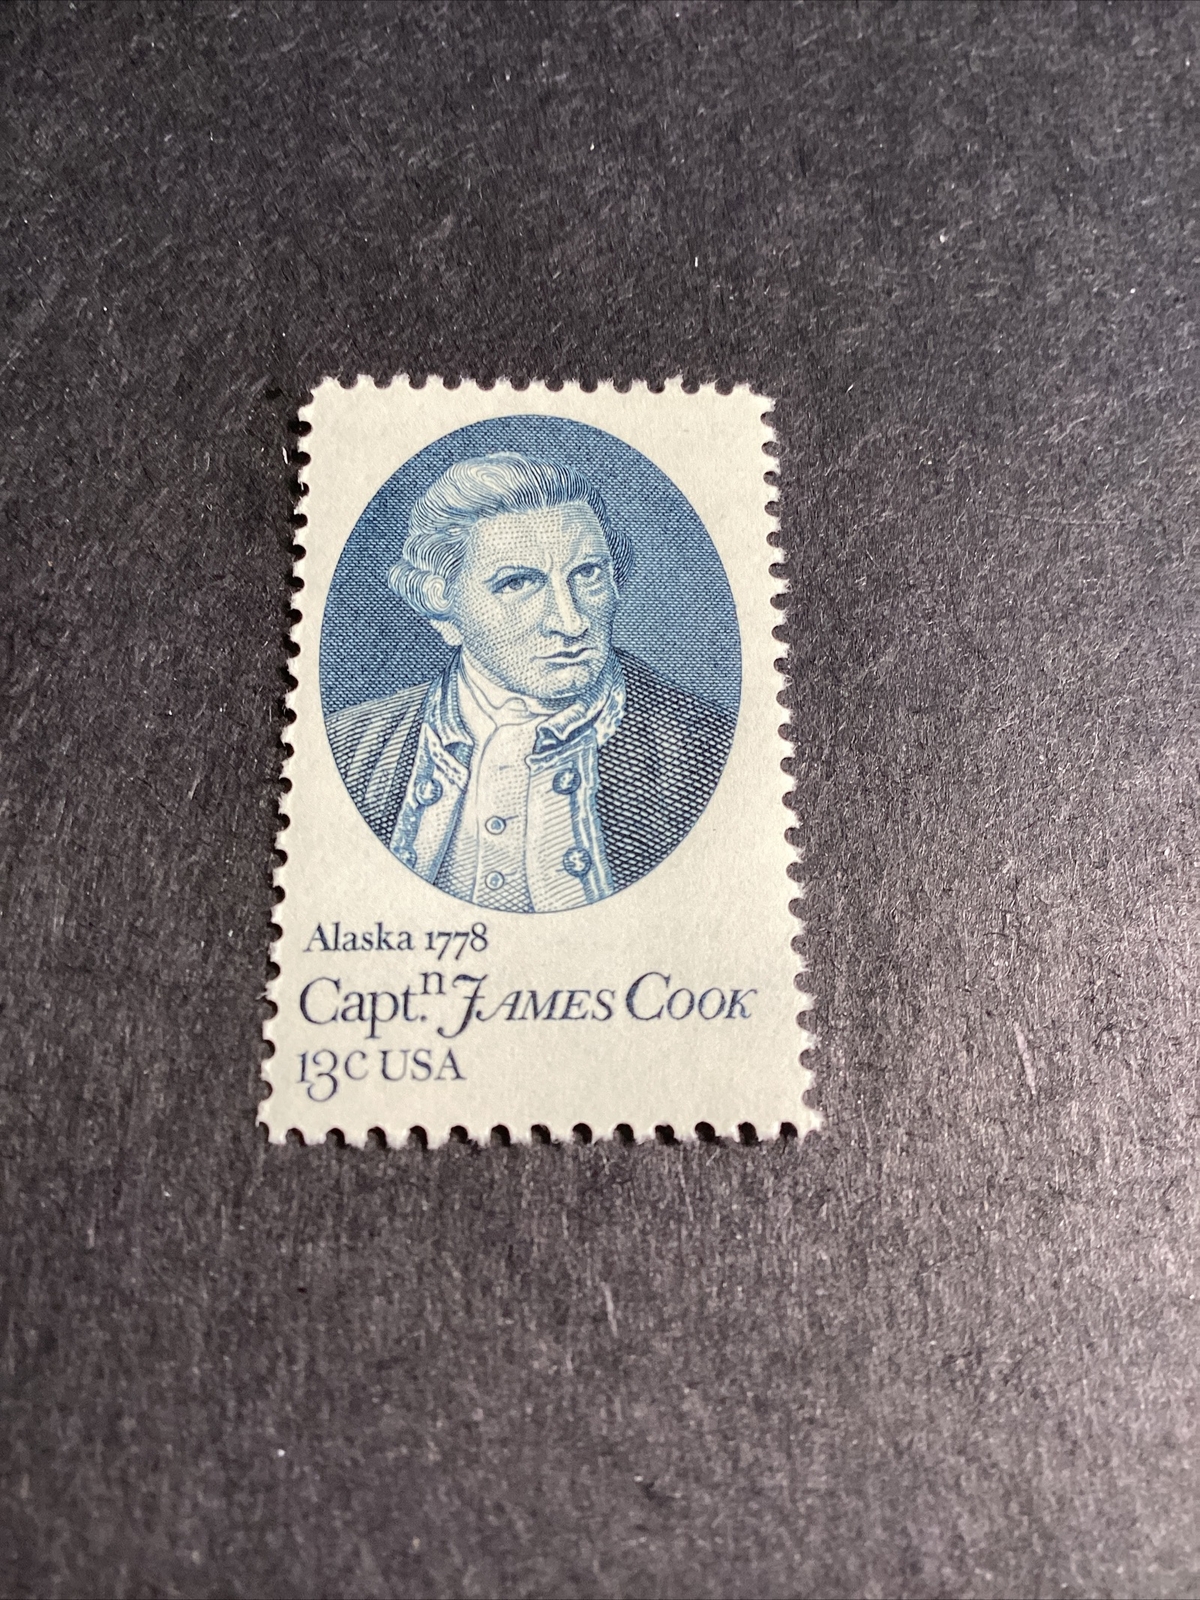 Alaska 1778
Capt.ⁿ JAMES COOK
13c USA